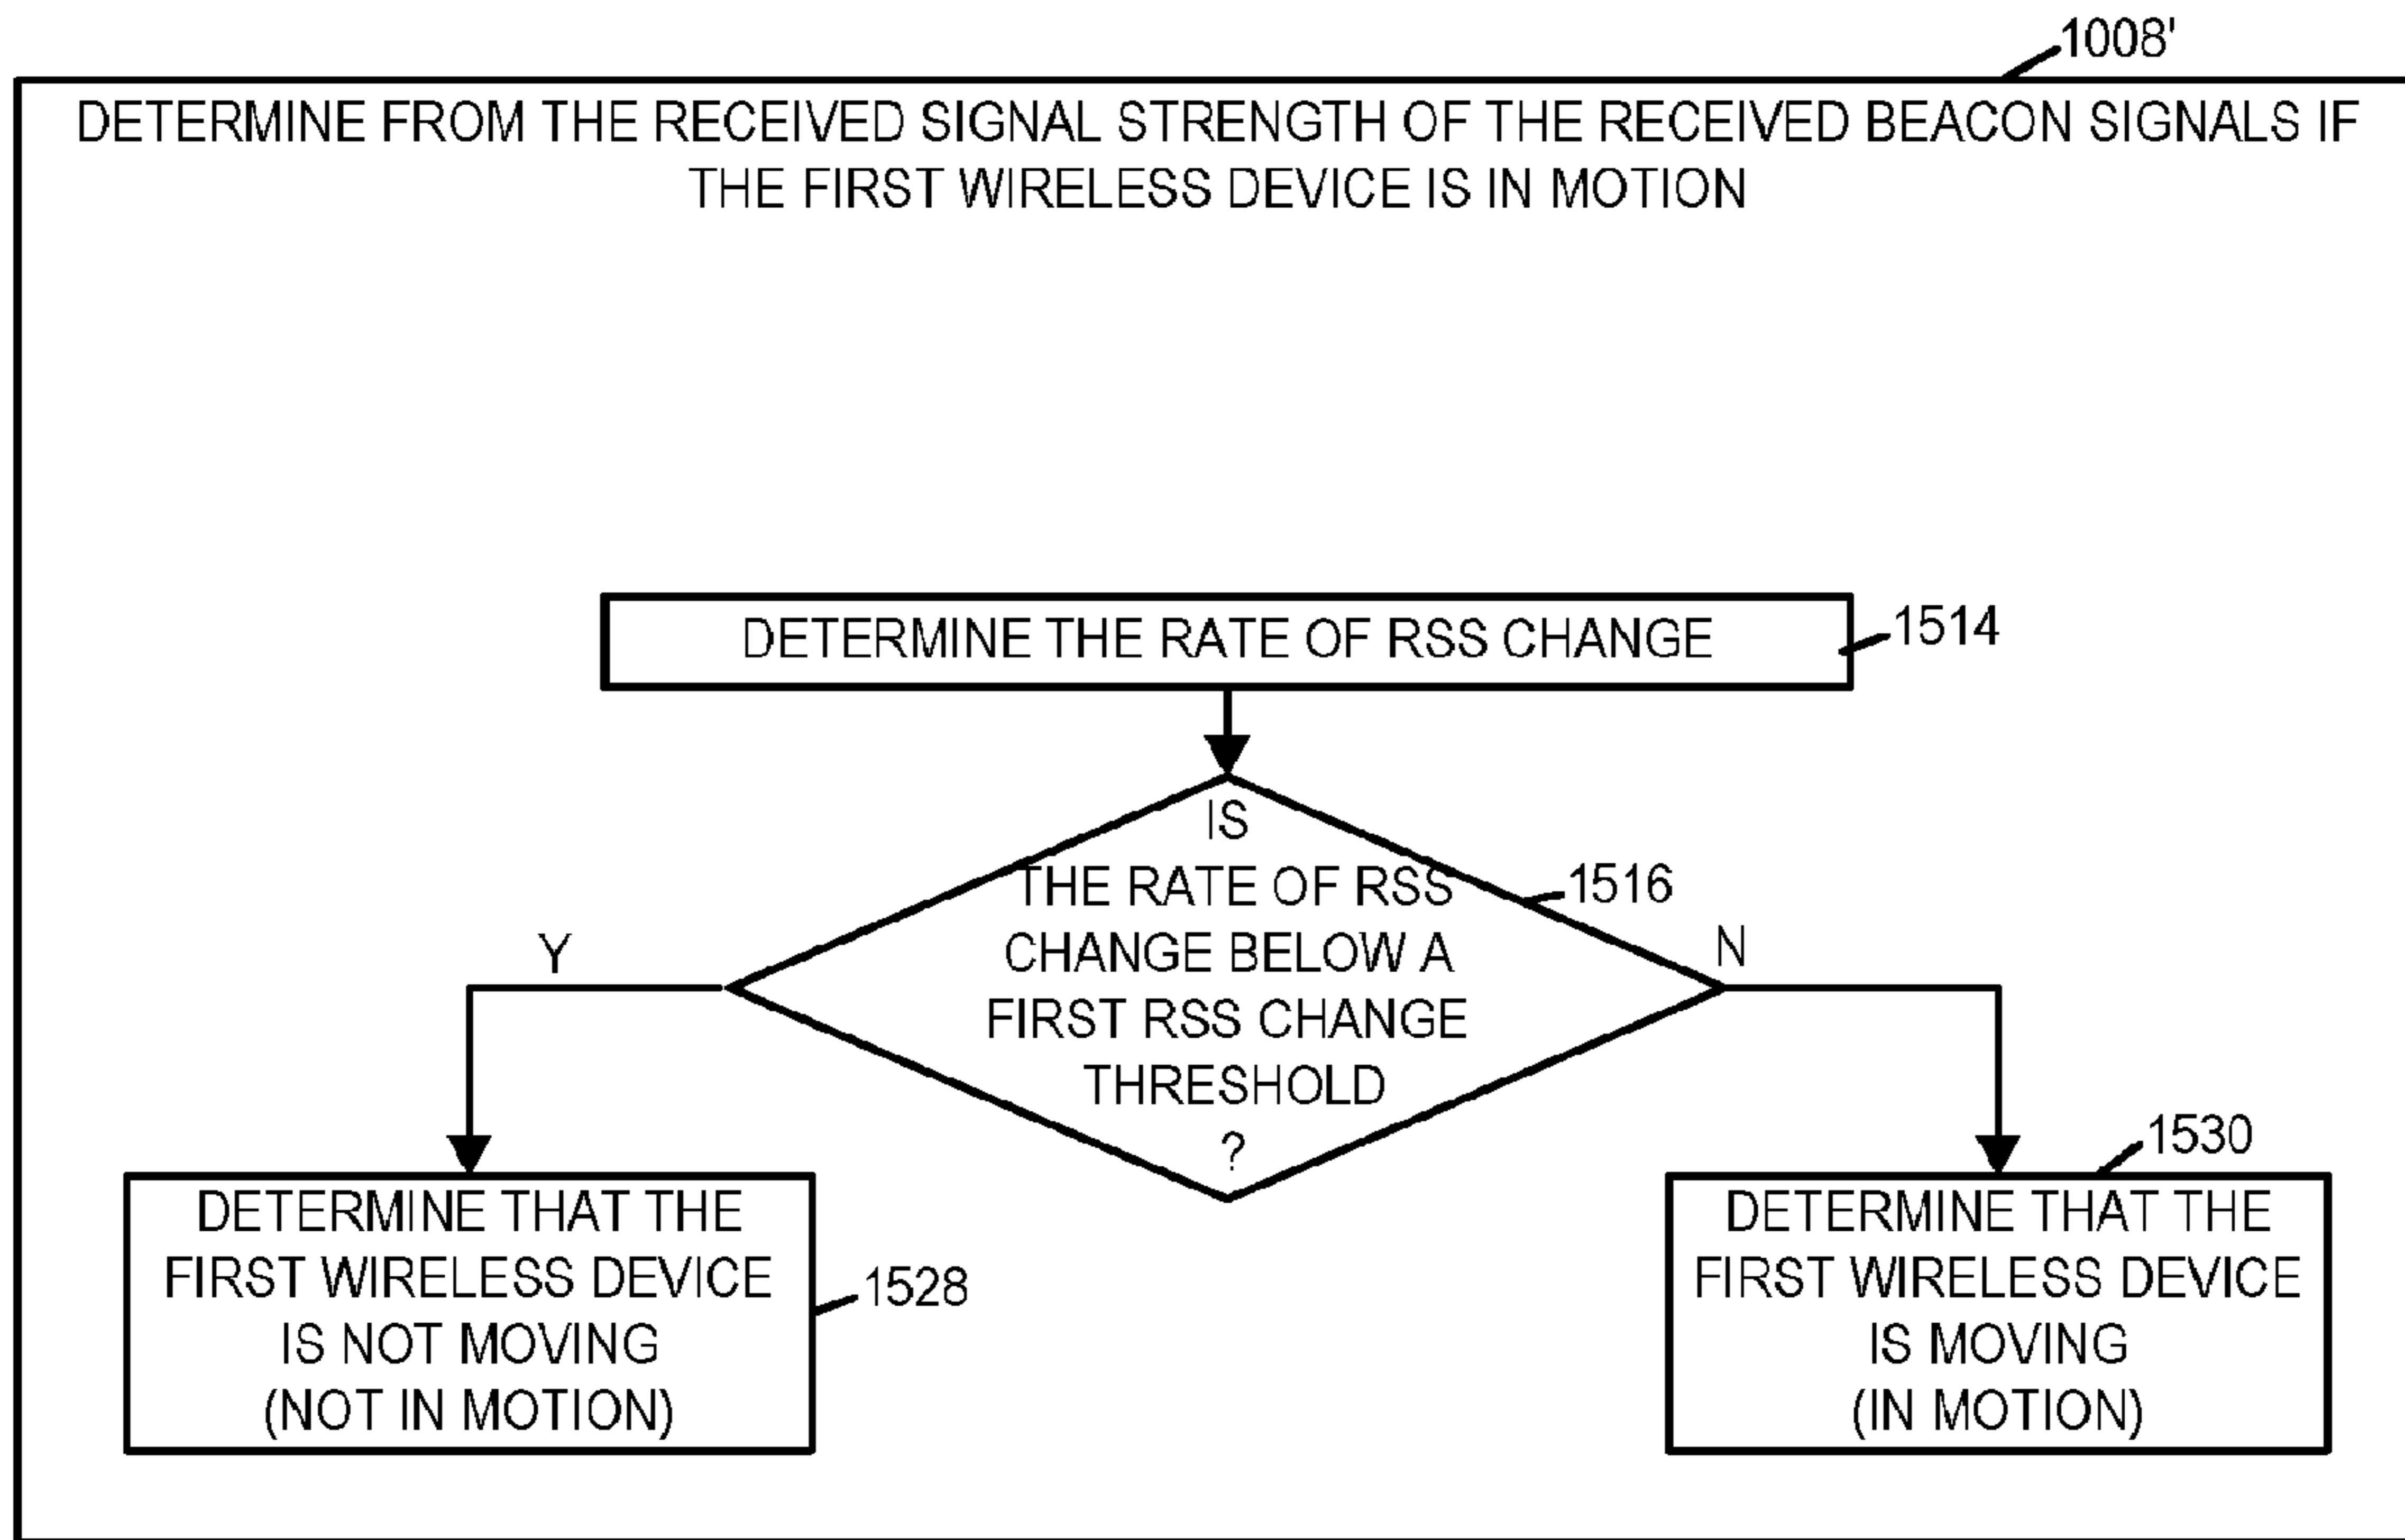 1008'
DETERMINE FROM THE RECEIVED SIGNAL STRENGTH OF THE RECEIVED BEACON SIGNALS IF
THE FIRST WIRELESS DEVICE IS IN MOTION
DETERMINE THE RATE OF RSS CHANGE
1514
IS
THE RATE OF RSS
CHANGE BELOW A
FIRST RSS CHANGE
THRESHOLD
?
1516
Y
N
DETERMINE THAT THE
FIRST WIRELESS DEVICE
IS NOT MOVING
(NOT IN MOTION)
1528
1530
DETERMINE THAT THE
FIRST WIRELESS DEVICE
IS MOVING
(IN MOTION)